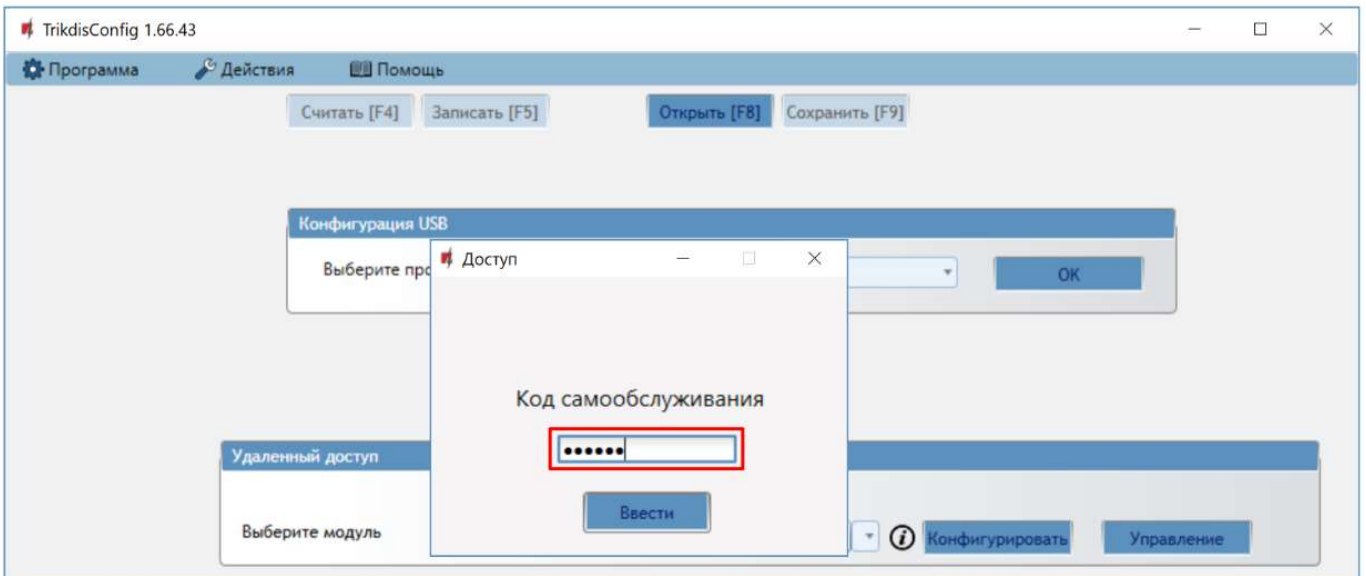 TrikdisConfig 1.66.43
Программа Действия Помощь
Считать [F4] Записать [F5] Открыть [F8] Сохранить [F9]
Конфигурация USB
Выберите
OK
Доступ
Код самообслуживания
••••••
Ввести
Удаленный доступ
Выберите модуль
Конфигурировать Управление